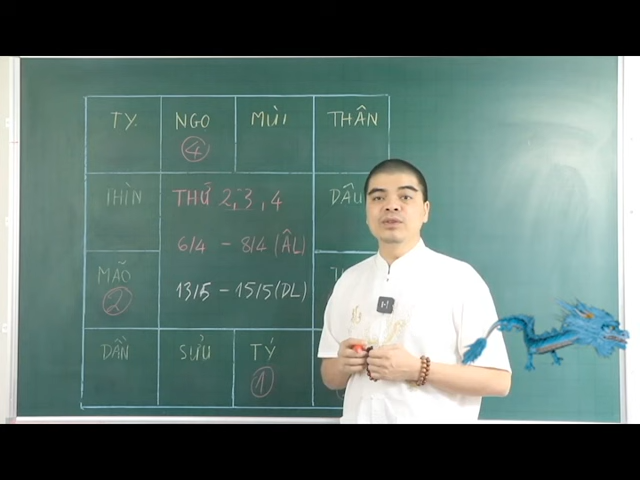 TỴ NGỌ MÙI THÂN
④
THÌN THỨ 2, 3, 4 DẬU
6/4 - 8/4 (ÂL)
MÃO
②
13/5 - 15/5 (DL)
DẦN SỬU TÝ
①